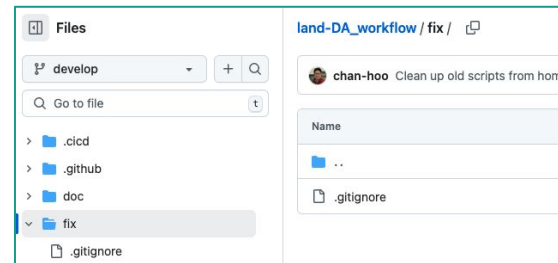 Files
develop
Go to file
t
.cicd
.github
doc
fix
.gitignore
land-DA_workflow / fix /
chan-hoo Clean up old scripts from hom
Name
..
.gitignore